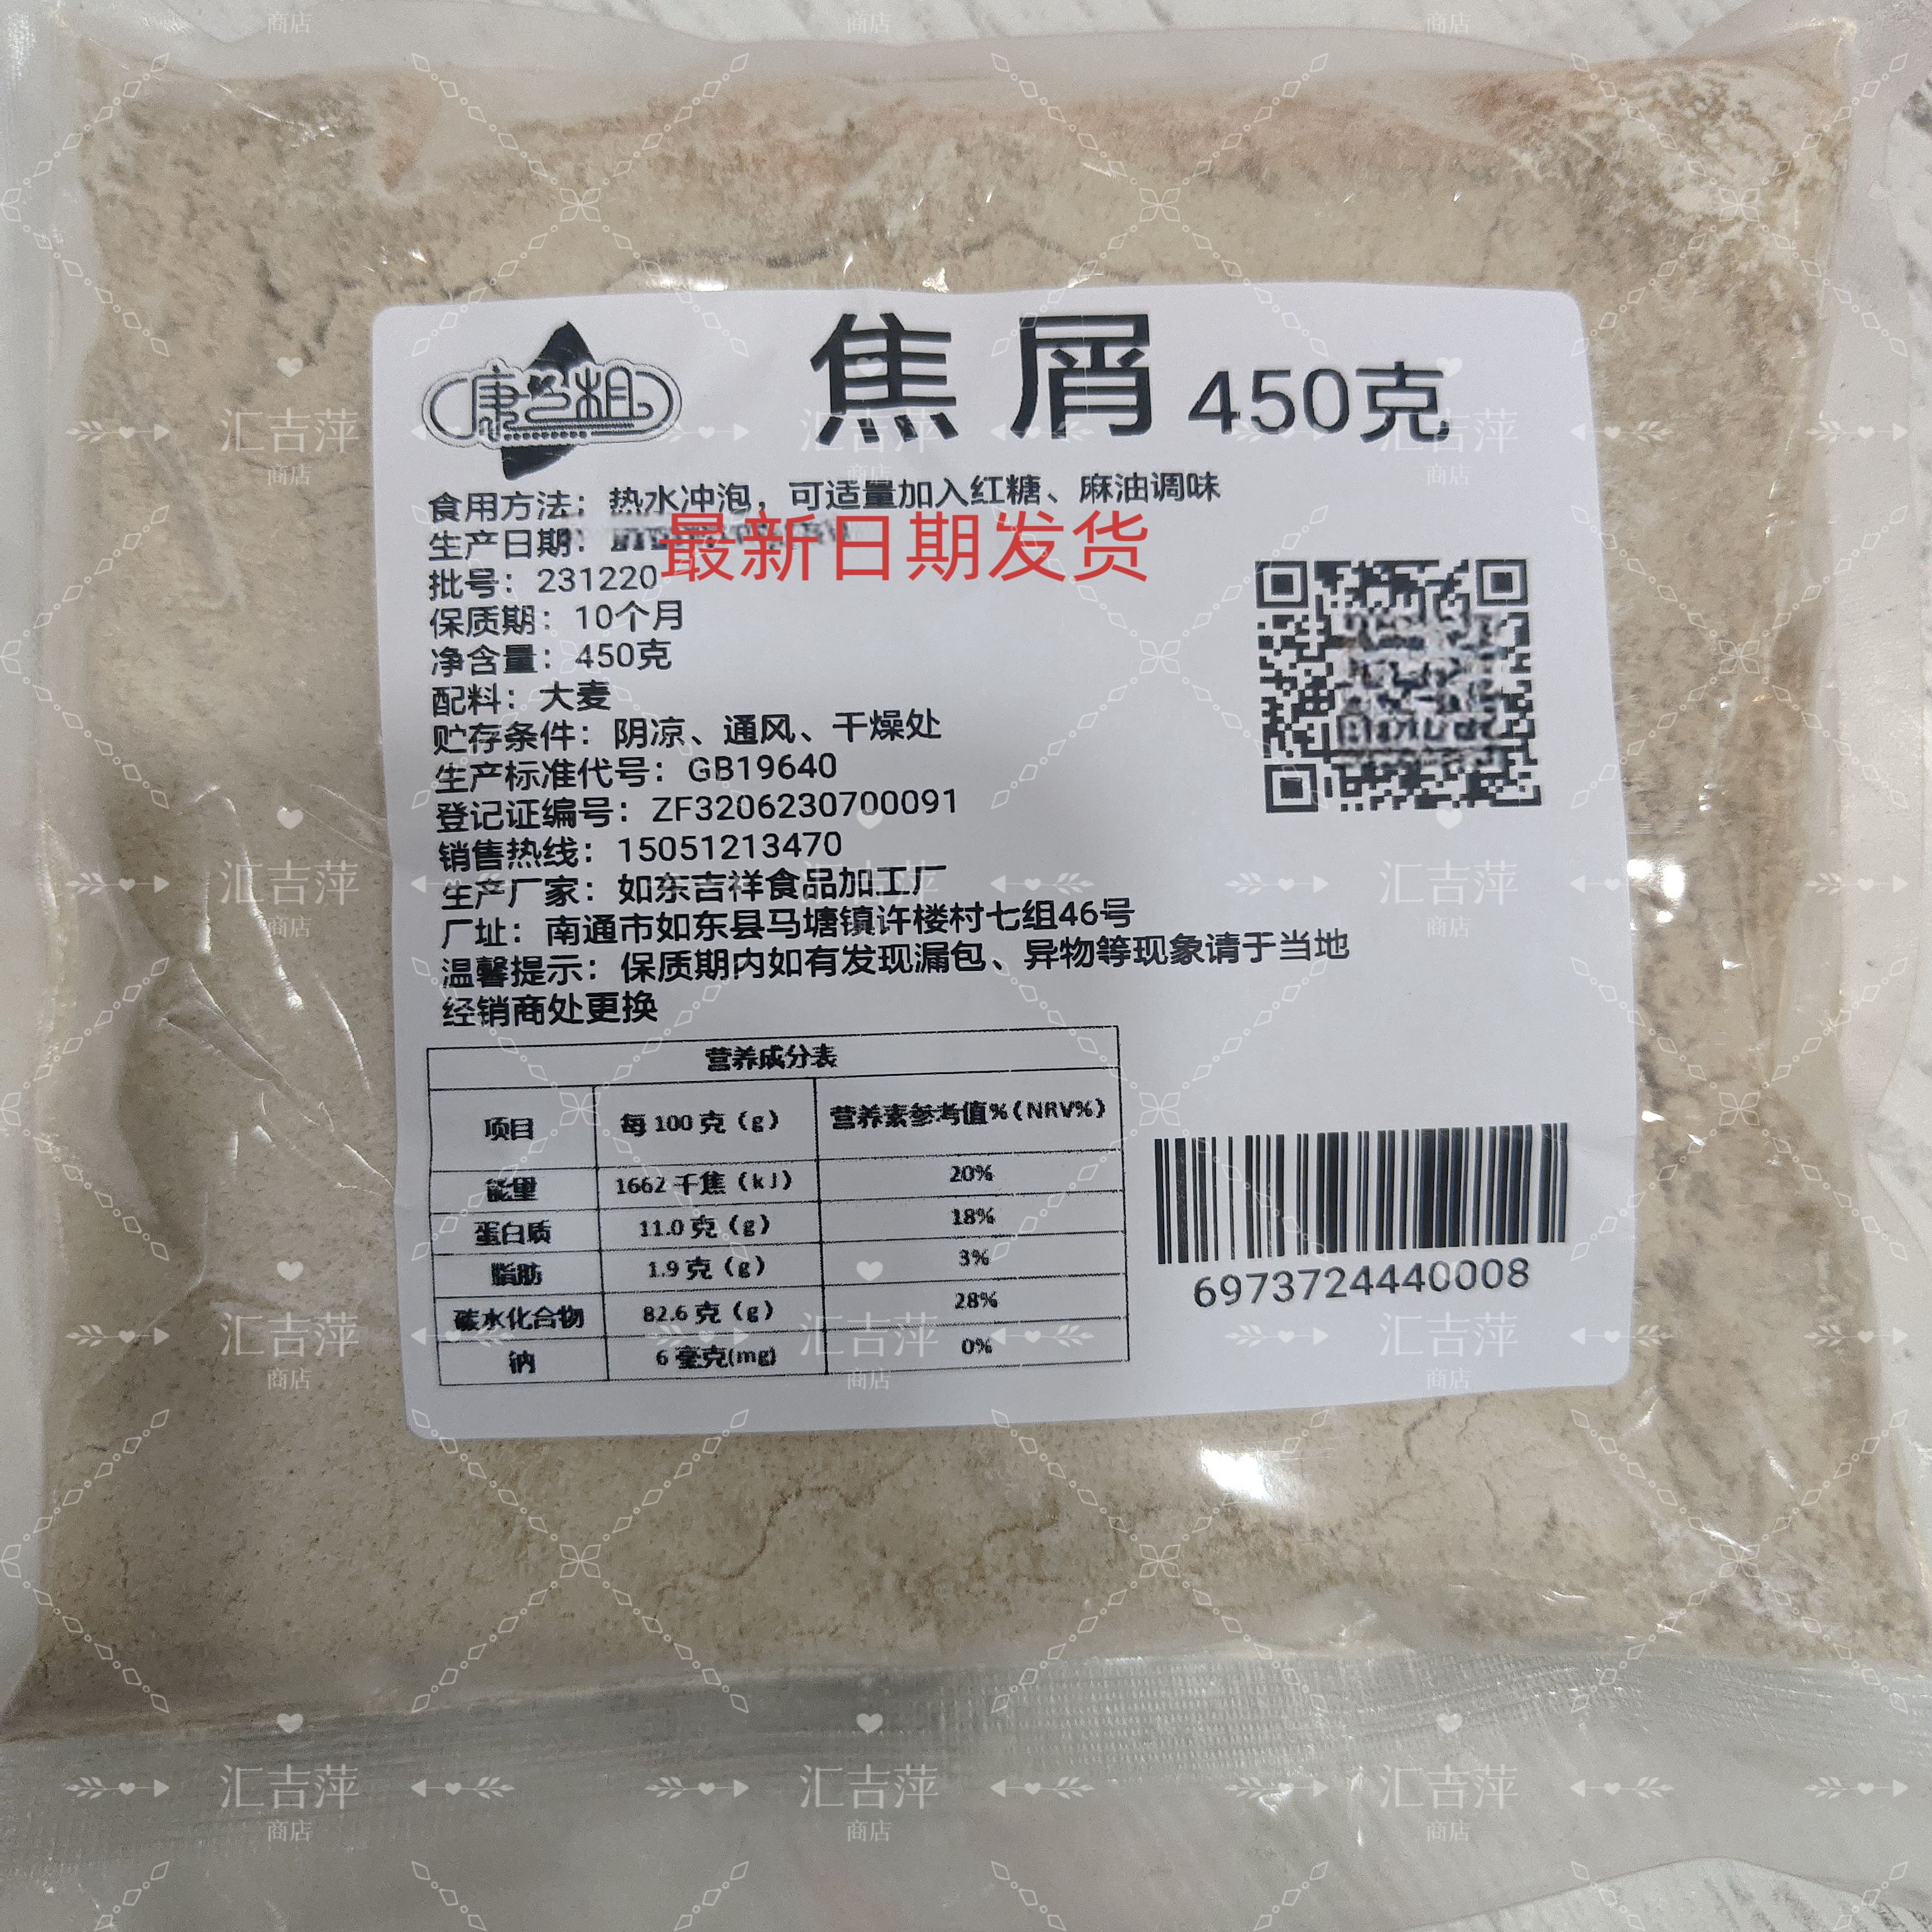 康
焦屑 450克
食用方法：热水冲泡，可适量加入红糖、麻油调味
生产日期：
最新日期发货
批号：231220
保质期：10个月
净含量：450克
配料：大麦
贮存条件：阴凉、通风、干燥处
生产标准代号：GB19640
登记证编号：ZF3206230700091
销售热线：15051213470
生产厂家：如东吉祥食品加工厂
厂址：南通市如东县马塘镇许楼村七组46号
温馨提示：保质期内如有发现漏包、异物等现象请于当地
经销商处更换
营养成分表
项目 每100克（g） 营养素参考值%（NRV%）
能量 1662千焦（kJ） 20%
蛋白质 11.0克（g） 18%
脂肪 1.9克（g） 3%
碳水化合物 82.6克（g） 28%
钠 6毫克(mg) 0%
6973724440008
汇吉萍
商店